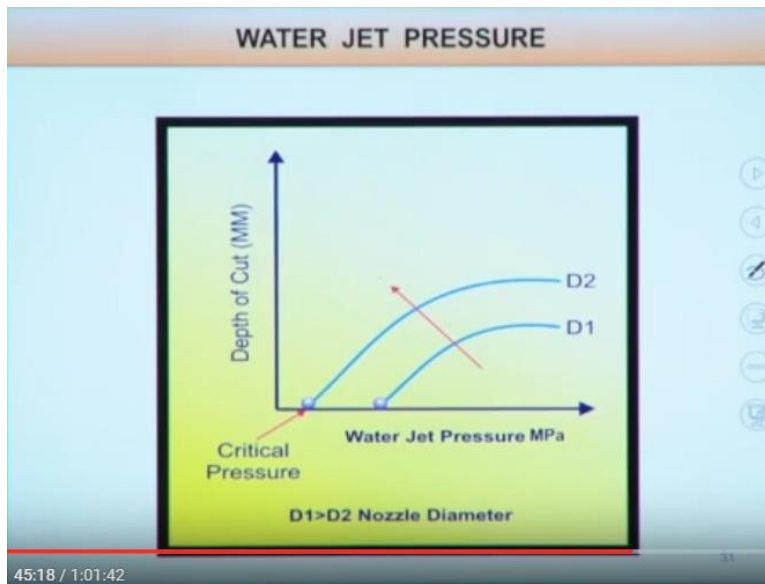 WATER JET PRESSURE
Depth of Cut (MM)
D2
D1
Water Jet Pressure MPa
Critical
Pressure
D1>D2 Nozzle Diameter
31
45:18 / 1:01:42